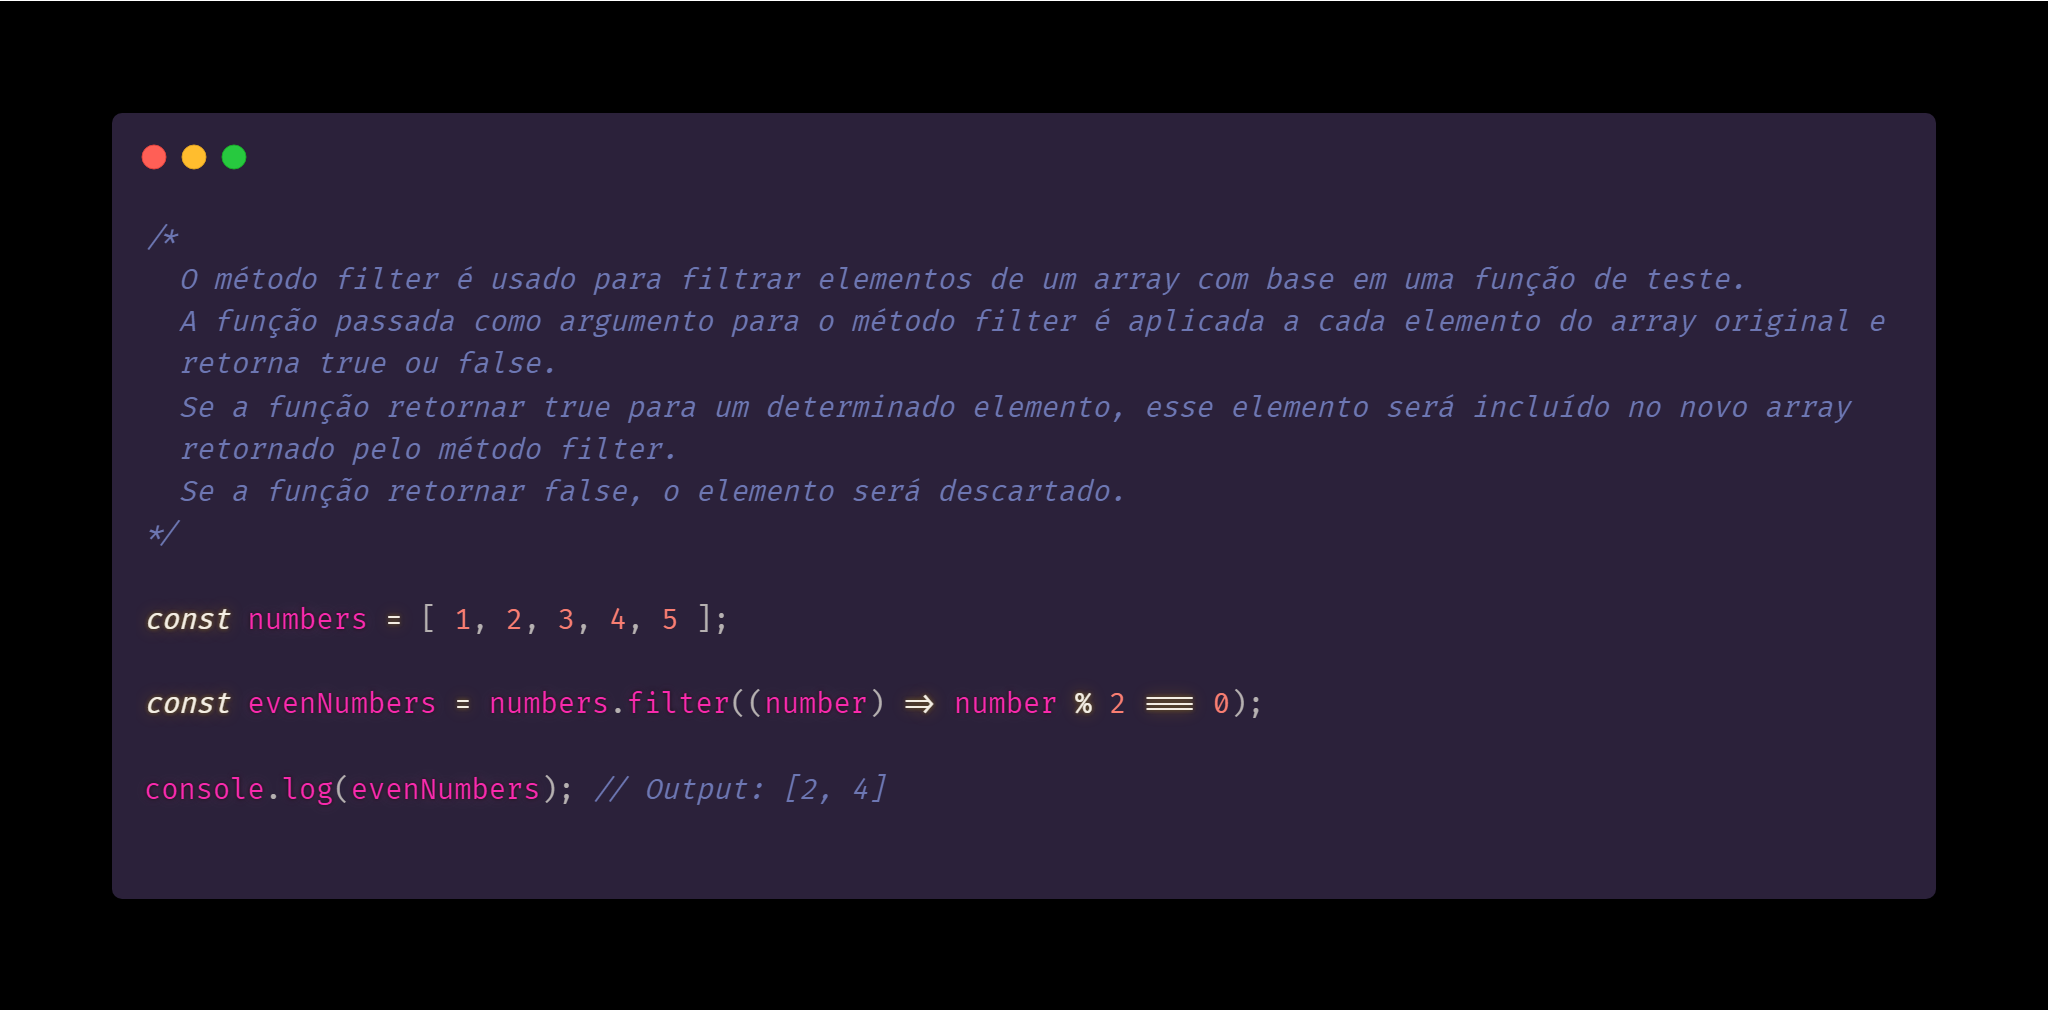 /*
O método filter é usado para filtrar elementos de um array com base em uma função de teste.
A função passada como argumento para o método filter é aplicada a cada elemento do array original e
retorna true ou false.
Se a função retornar true para um determinado elemento, esse elemento será incluído no novo array
retornado pelo método filter.
Se a função retornar false, o elemento será descartado.
*/
const numbers = [ 1, 2, 3, 4, 5 ];
const evenNumbers = numbers.filter((number) => number % 2 === 0);
console.log(evenNumbers); // Output: [2, 4]